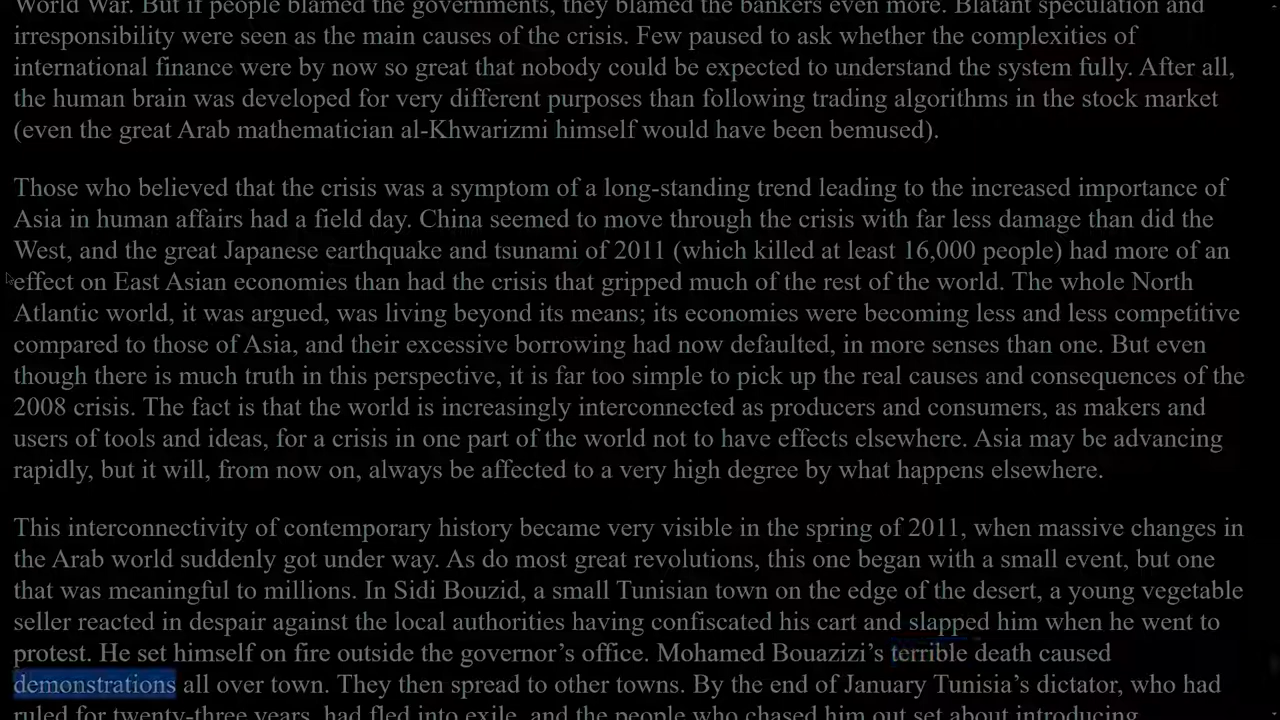 World War. But if people blamed the governments, they blamed the bankers even more. Blatant speculation and
irresponsibility were seen as the main causes of the crisis. Few paused to ask whether the complexities of
international finance were by now so great that nobody could be expected to understand the system fully. After all,
the human brain was developed for very different purposes than following trading algorithms in the stock market
(even the great Arab mathematician al-Khwarizmi himself would have been bemused).
Those who believed that the crisis was a symptom of a long-standing trend leading to the increased importance of
Asia in human affairs had a field day. China seemed to move through the crisis with far less damage than did the
West, and the great Japanese earthquake and tsunami of 2011 (which killed at least 16,000 people) had more of an
effect on East Asian economies than had the crisis that gripped much of the rest of the world. The whole North
Atlantic world, it was argued, was living beyond its means; its economies were becoming less and less competitive
compared to those of Asia, and their excessive borrowing had now defaulted, in more senses than one. But even
though there is much truth in this perspective, it is far too simple to pick up the real causes and consequences of the
2008 crisis. The fact is that the world is increasingly interconnected as producers and consumers, as makers and
users of tools and ideas, for a crisis in one part of the world not to have effects elsewhere. Asia may be advancing
rapidly, but it will, from now on, always be affected to a very high degree by what happens elsewhere.
This interconnectivity of contemporary history became very visible in the spring of 2011, when massive changes in
the Arab world suddenly got under way. As do most great revolutions, this one began with a small event, but one
that was meaningful to millions. In Sidi Bouzid, a small Tunisian town on the edge of the desert, a young vegetable
seller reacted in despair against the local authorities having confiscated his cart and slapped him when he went to
protest. He set himself on fire outside the governor’s office. Mohamed Bouazizi’s terrible death caused
demonstrations all over town. They then spread to other towns. By the end of January Tunisia’s dictator, who had
ruled for twenty-three years, had fled into exile, and the people who chased him out set about introducing